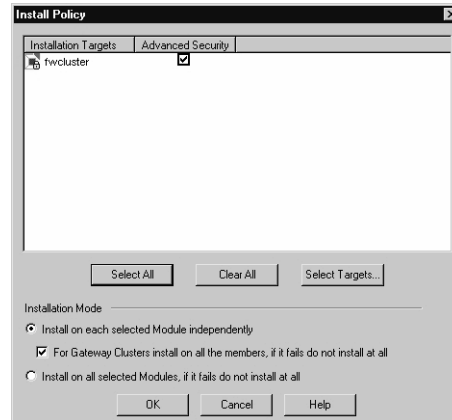 Install Policy
Installation Targets Advanced Security
fwcluster
Select All Clear All Select Targets...
Installation Mode
Install on each selected Module independently
For Gateway Clusters install on all the members, if it fails do not install at all
Install on all selected Modules, if it fails do not install at all
OK Cancel Help